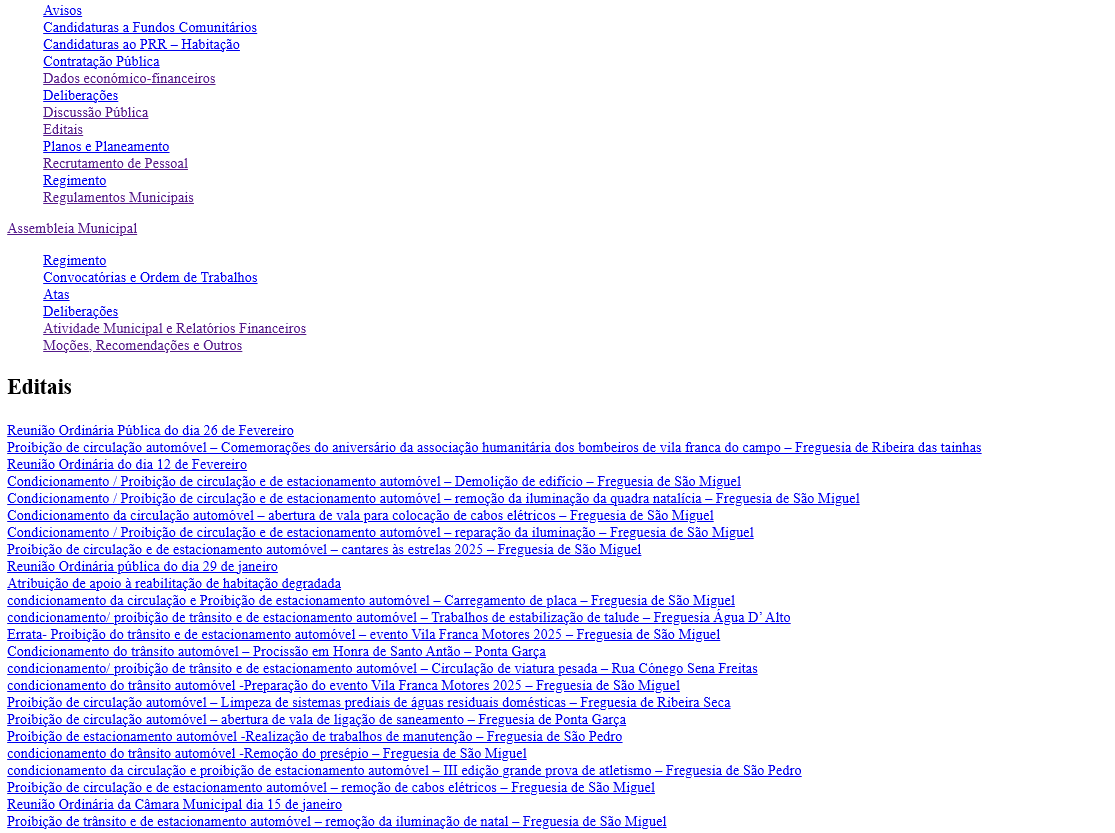 Avisos
Candidaturas a Fundos Comunitários
Candidaturas ao PRR – Habitação
Contratação Pública
Dados económico-financeiros
Deliberações
Discussão Pública
Editais
Planos e Planeamento
Recrutamento de Pessoal
Regimento
Regulamentos Municipais
Assembleia Municipal
Regimento
Convocatórias e Ordem de Trabalhos
Atas
Deliberações
Atividade Municipal e Relatórios Financeiros
Moções, Recomendações e Outros
Editais
Reunião Ordinária Pública do dia 26 de Fevereiro
Proibição de circulação automóvel – Comemorações do aniversário da associação humanitária dos bombeiros de vila franca do campo – Freguesia de Ribeira das tainhas
Reunião Ordinária do dia 12 de Fevereiro
Condicionamento / Proibição de circulação e de estacionamento automóvel – Demolição de edifício – Freguesia de São Miguel
Condicionamento / Proibição de circulação e de estacionamento automóvel – remoção da iluminação da quadra natalícia – Freguesia de São Miguel
Condicionamento da circulação automóvel – abertura de vala para colocação de cabos elétricos – Freguesia de São Miguel
Condicionamento / Proibição de circulação e de estacionamento automóvel – reparação da iluminação – Freguesia de São Miguel
Proibição de circulação e de estacionamento automóvel – cantares às estrelas 2025 – Freguesia de São Miguel
Reunião Ordinária pública do dia 29 de janeiro
Atribuição de apoio à reabilitação de habitação degradada
condicionamento da circulação e Proibição de estacionamento automóvel – Carregamento de placa – Freguesia de São Miguel
condicionamento/ proibição de trânsito e de estacionamento automóvel – Trabalhos de estabilização de talude – Freguesia Água D’ Alto
Errata- Proibição do trânsito e de estacionamento automóvel – evento Vila Franca Motores 2025 – Freguesia de São Miguel
Condicionamento do trânsito automóvel – Procissão em Honra de Santo Antão – Ponta Garça
condicionamento/ proibição de trânsito e de estacionamento automóvel – Circulação de viatura pesada – Rua Cónego Sena Freitas
condicionamento do trânsito automóvel -Preparação do evento Vila Franca Motores 2025 – Freguesia de São Miguel
Proibição de circulação automóvel – Limpeza de sistemas prediais de águas residuais domésticas – Freguesia de Ribeira Seca
Proibição de circulação automóvel – abertura de vala de ligação de saneamento – Freguesia de Ponta Garça
Proibição de estacionamento automóvel -Realização de trabalhos de manutenção – Freguesia de São Pedro
condicionamento do trânsito automóvel -Remoção do presépio – Freguesia de São Miguel
condicionamento da circulação e proibição de estacionamento automóvel – III edição grande prova de atletismo – Freguesia de São Pedro
Proibição de circulação e de estacionamento automóvel – remoção de cabos elétricos – Freguesia de São Miguel
Reunião Ordinária da Câmara Municipal dia 15 de janeiro
Proibição de trânsito e de estacionamento automóvel – remoção da iluminação de natal – Freguesia de São Miguel